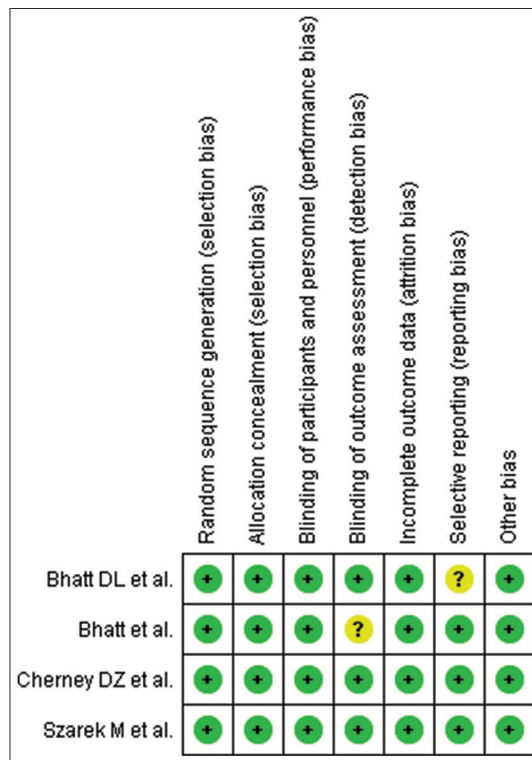 Random sequence generation (selection bias)
Allocation concealment (selection bias)
Blinding of participants and personnel (performance bias)
Blinding of outcome assessment (detection bias)
Incomplete outcome data (attrition bias)
Selective reporting (reporting bias)
Other bias
Bhatt DL et al. + + + + + ? +
Bhatt et al. + + + ? + + +
Cherney DZ et al. + + + + + + +
Szarek M et al. + + + + + + +